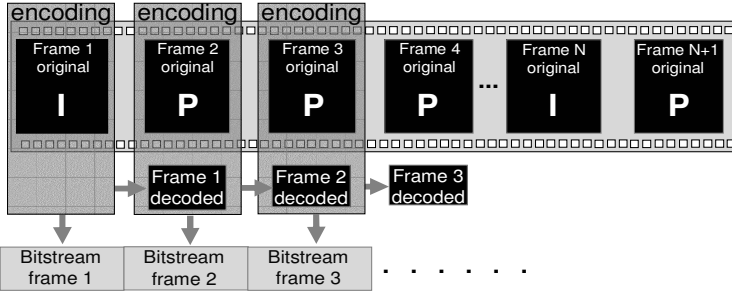 encoding encoding encoding
Frame 1 Frame 2 Frame 3 Frame 4 Frame N Frame N+1
original original original original original original
I P P P ... I P
Frame 1 Frame 2 Frame 3
decoded decoded decoded
Bitstream Bitstream Bitstream
frame 1 frame 2 frame 3 . . . . . .